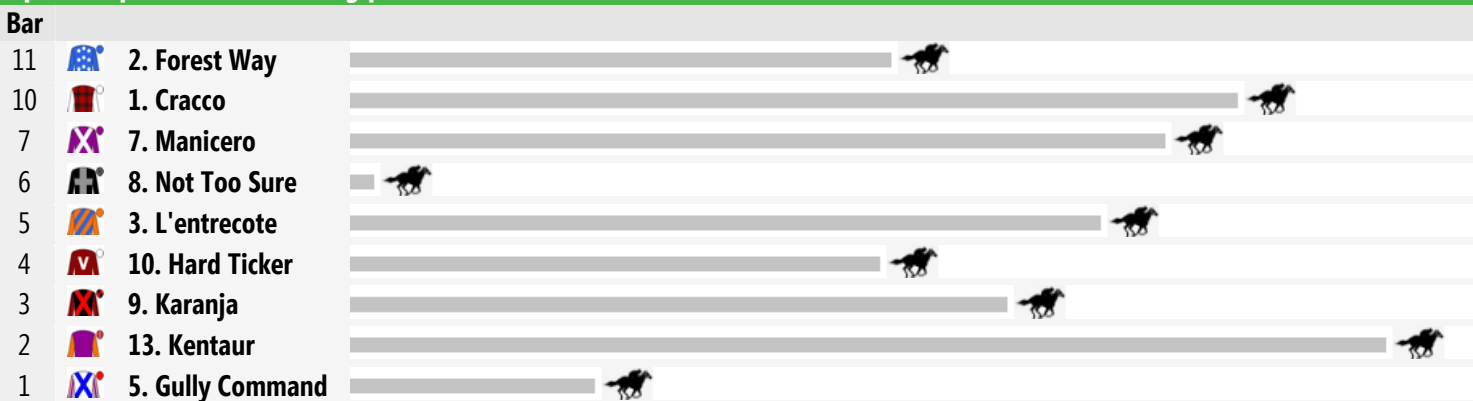 Bar
11 2. Forest Way
10 1. Cracco
7 7. Manicero
6 8. Not Too Sure
5 3. L'entrecote
4 V 10. Hard Ticker
3 9. Karanja
2 13. Kentaur
1 5. Gully Command